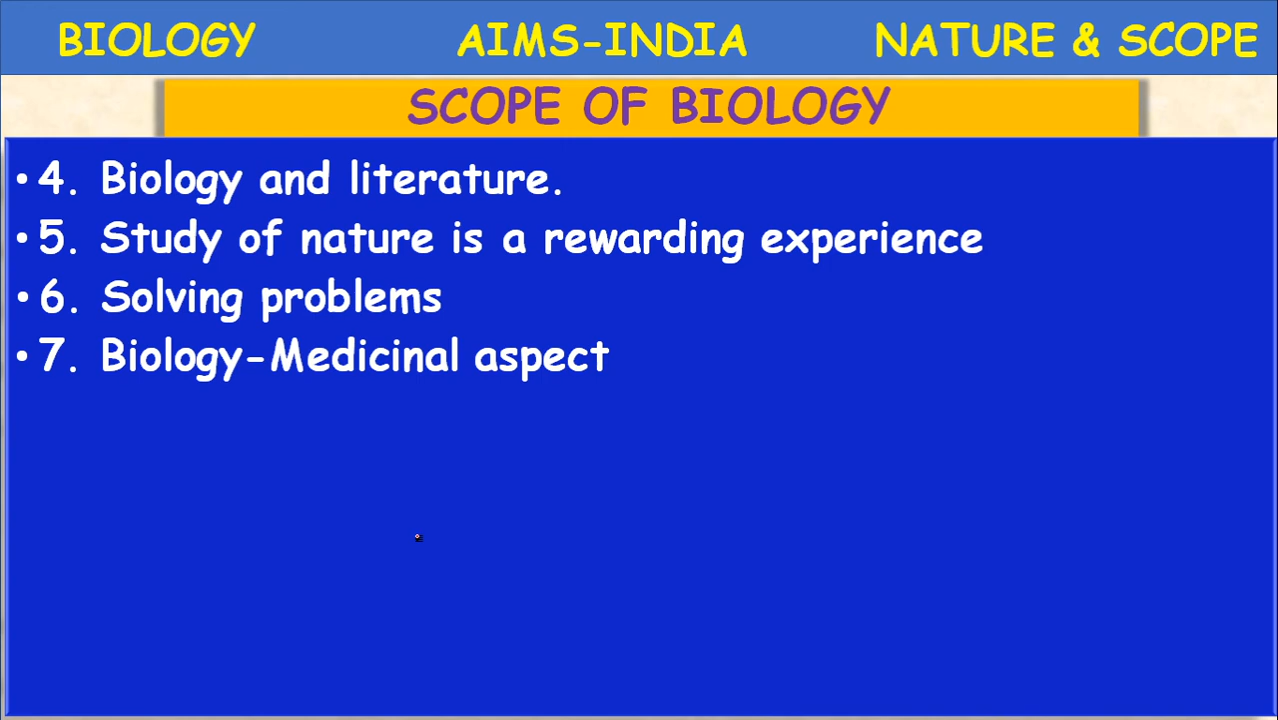 BIOLOGY AIMS-INDIA NATURE & SCOPE
SCOPE OF BIOLOGY
• 4. Biology and literature.
• 5. Study of nature is a rewarding experience
• 6. Solving problems
• 7. Biology-Medicinal aspect